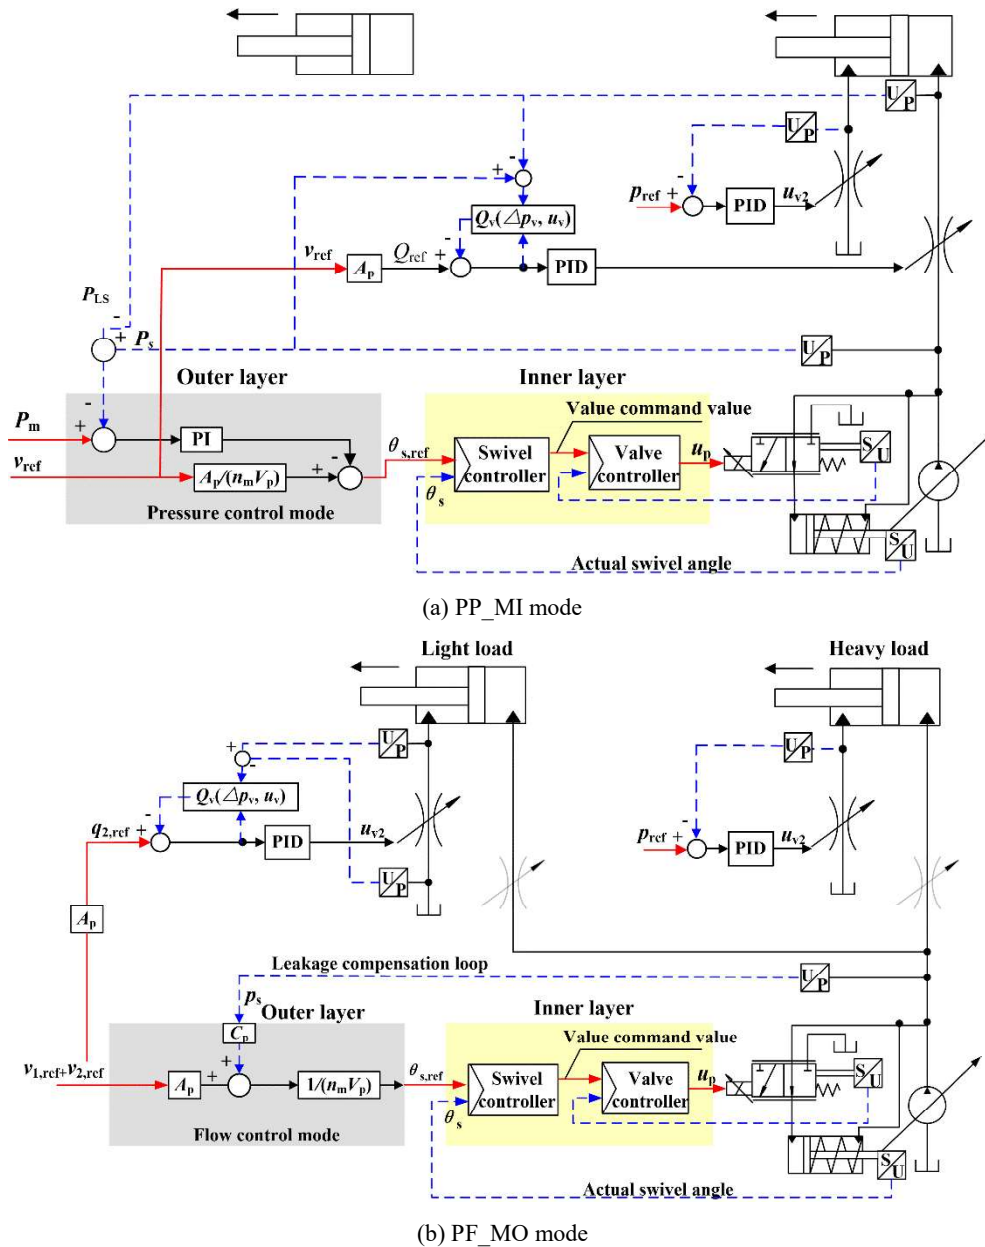 U/P
U/P
p_ref
+
-
PID
u_v2
-
+
Q_v(△p_v, u_v)
-
v_ref
A_p
Q_ref
+
PID
P_LS
-
+
P_s
U/P
Outer layer
Inner layer
-
P_m
+
PI
v_ref
A_p/(n_mV_p)
+
-
Pressure control mode
θ_s,ref
θ_s
Swivel
controller
Value command value
Valve
controller
u_p
S/U
S/U
Actual swivel angle
(a) PP_MI mode
Light load
Heavy load
U/P
U/P
+
-
Q_v(△p_v, u_v)
-
q_2,ref
+
PID
u_v2
U/P
p_ref
+
-
PID
u_v2
A_p
Leakage compensation loop
U/P
p_s
Outer layer
Inner layer
C_p
+
v_1,ref+v_2,ref
A_p
+
1/(n_mV_p)
Flow control mode
θ_s,ref
θ_s
Swivel
controller
Value command value
Valve
controller
u_p
S/U
S/U
Actual swivel angle
(b) PF_MO mode